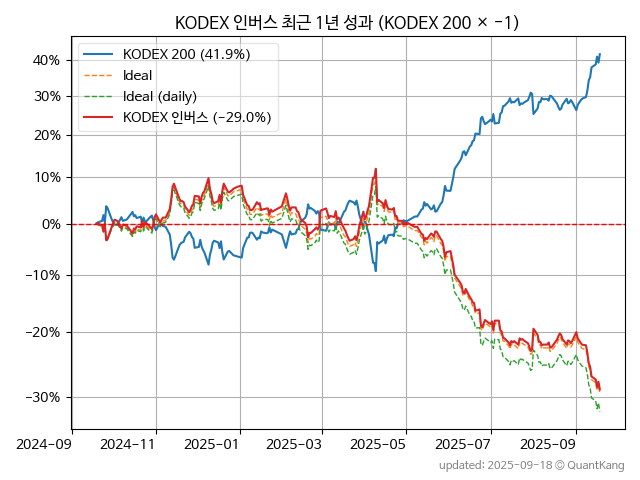 KODEX 인버스 최근 1년 성과 (KODEX 200 × −1)
KODEX 200 (41.9%)
Ideal
Ideal (daily)
KODEX 인버스 (−29.0%)
40%
30%
20%
10%
0%
−10%
−20%
−30%
2024-09 2024-11 2025-01 2025-03 2025-05 2025-07 2025-09
updated: 2025-09-18 © QuantKang